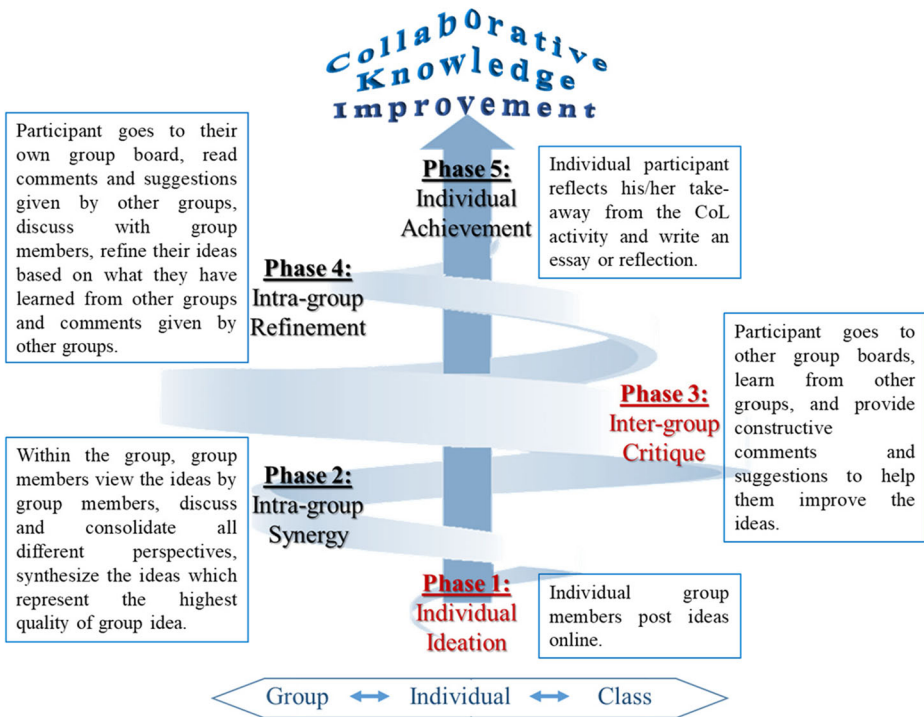 Collaborative
Knowledge
Improvement
Participant goes to their
own group board, read
comments and suggestions
given by other groups,
discuss with group
members, refine their ideas
based on what they have
learned from other groups
and comments given by
other groups.
Phase 5:
Individual
Achievement
Individual participant
reflects his/her take-
away from the CoL
activity and write an
essay or reflection.
Phase 4:
Intra-group
Refinement
Participant goes to
other group boards,
learn from other
groups, and provide
constructive
comments and
suggestions to help
them improve the
ideas.
Phase 3:
Inter-group
Critique
Within the group, group
members view the ideas by
group members, discuss
and consolidate all
different perspectives,
synthesize the ideas which
represent the highest
quality of group idea.
Phase 2:
Intra-group
Synergy
Phase 1:
Individual
Ideation
Individual group
members post ideas
online.
Group Individual Class